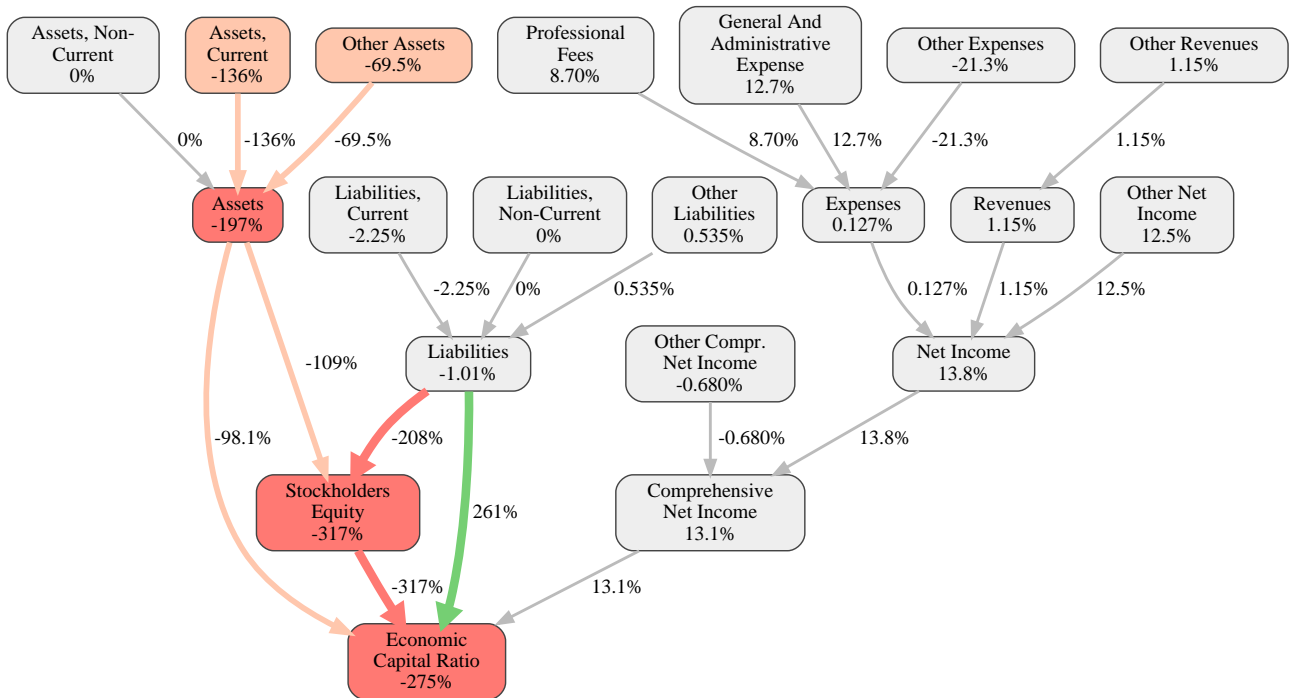 Assets, Non-
Current
0%
Assets,
Current
-136%
Other Assets
-69.5%
Professional
Fees
8.70%
General And
Administrative
Expense
12.7%
Other Expenses
-21.3%
Other Revenues
1.15%
0%
-136%
-69.5%
8.70%
12.7%
-21.3%
1.15%
Assets
-197%
Liabilities,
Current
-2.25%
Liabilities,
Non-Current
0%
Other
Liabilities
0.535%
Expenses
0.127%
Revenues
1.15%
Other Net
Income
12.5%
-2.25%
0%
0.535%
0.127%
1.15%
12.5%
-109%
Liabilities
-1.01%
Other Compr.
Net Income
-0.680%
Net Income
13.8%
-98.1%
-208%
-0.680%
13.8%
Stockholders
Equity
-317%
261%
Comprehensive
Net Income
13.1%
-317%
13.1%
Economic
Capital Ratio
-275%